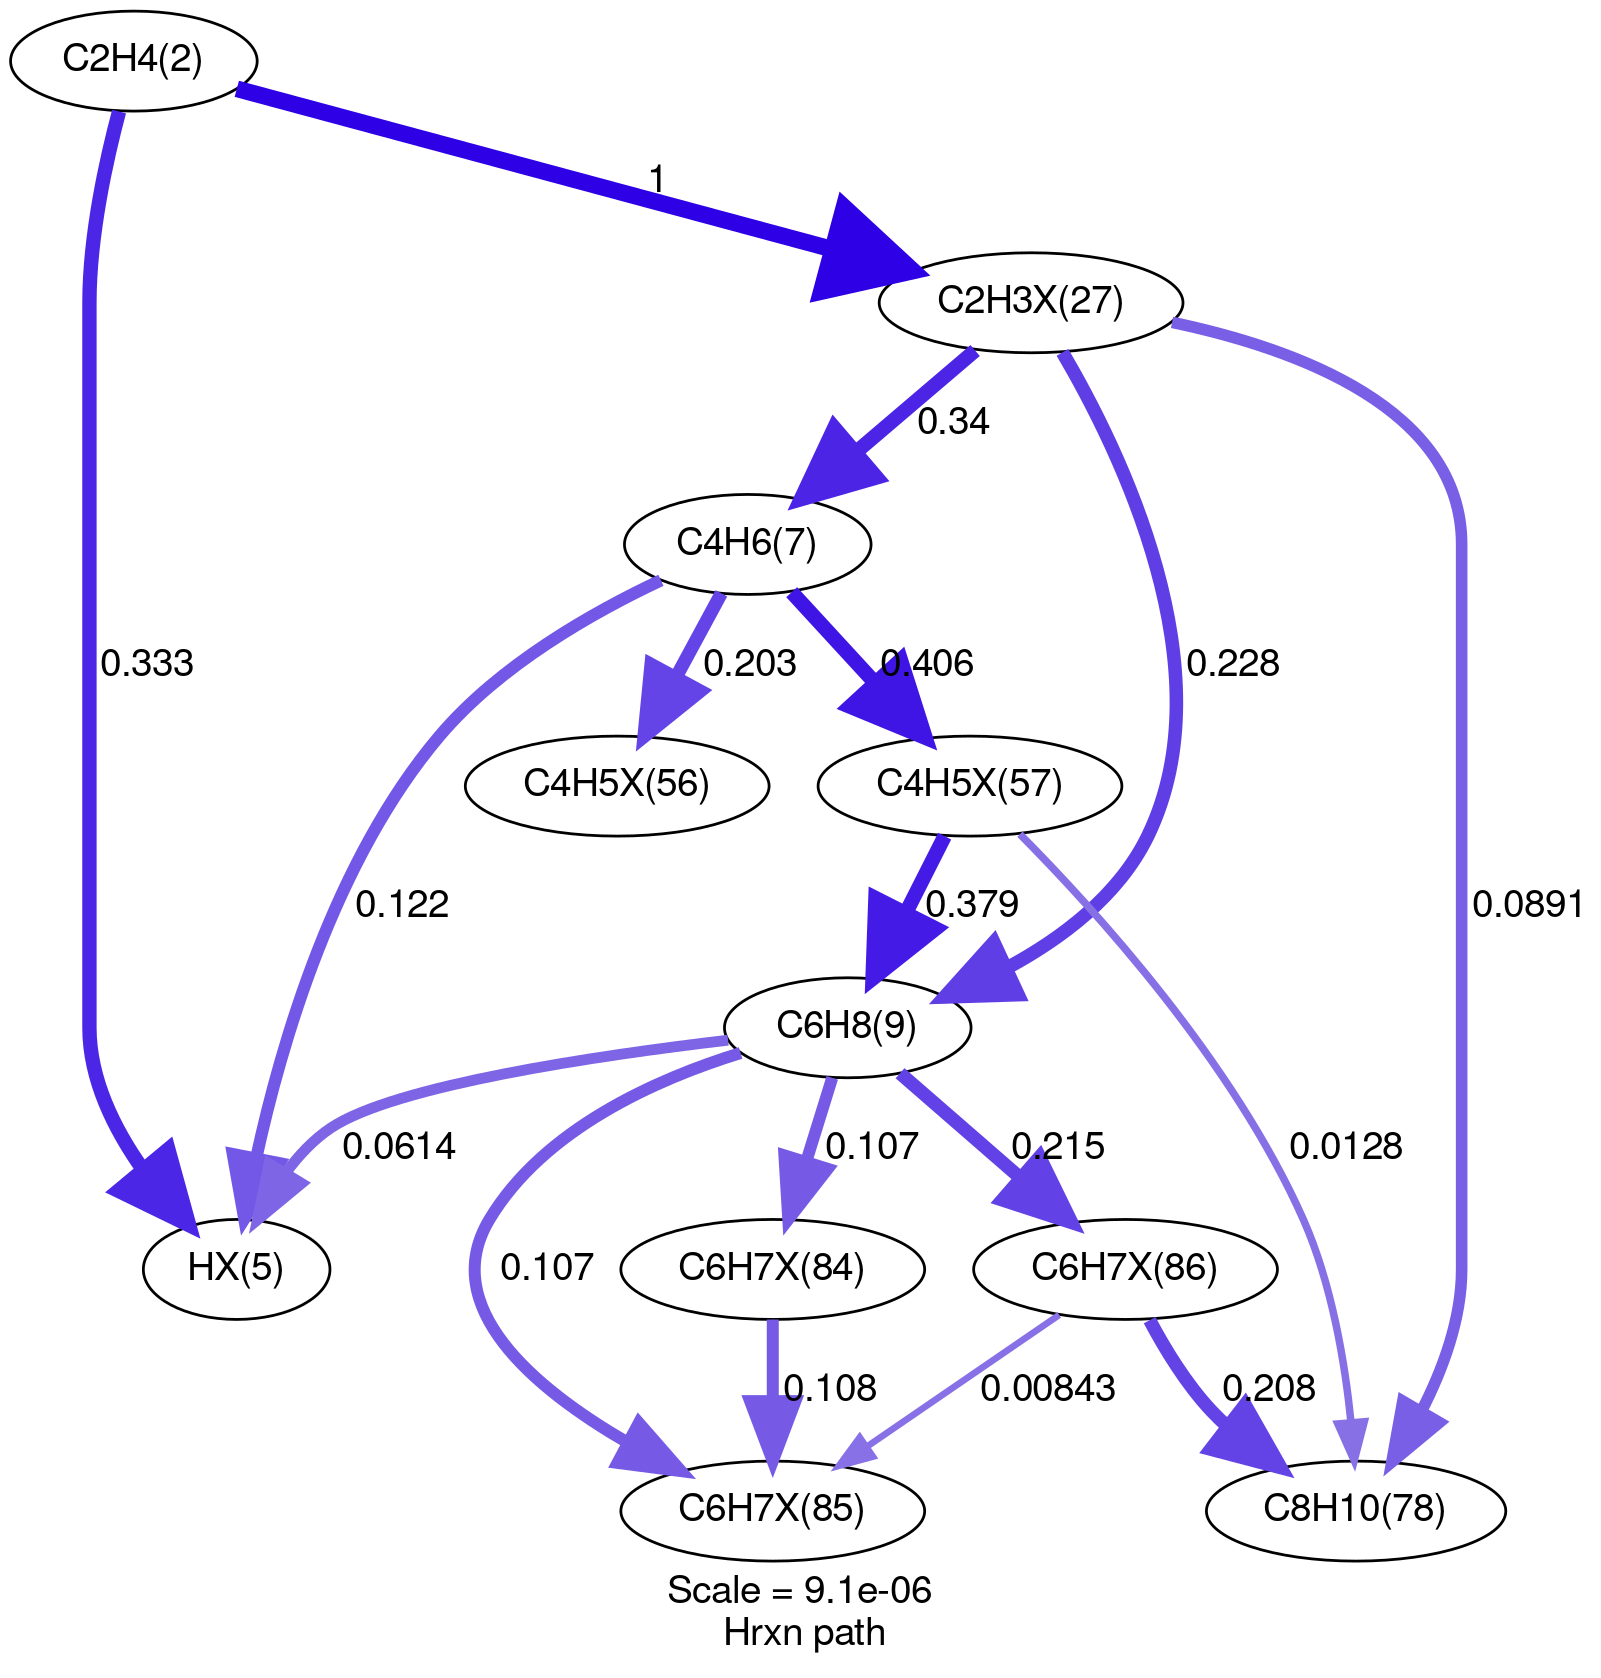 C2H4(2)
1
C2H3X(27)
0.34
C4H6(7)
0.333
0.203
0.406
0.228
C4H5X(56)
C4H5X(57)
0.122
0.379
0.0891
C6H8(9)
0.0614
0.107
0.215
0.0128
HX(5)
0.107
C6H7X(84)
C6H7X(86)
0.108
0.00843
0.208
C6H7X(85)
C8H10(78)
Scale = 9.1e-06
Hrxn path